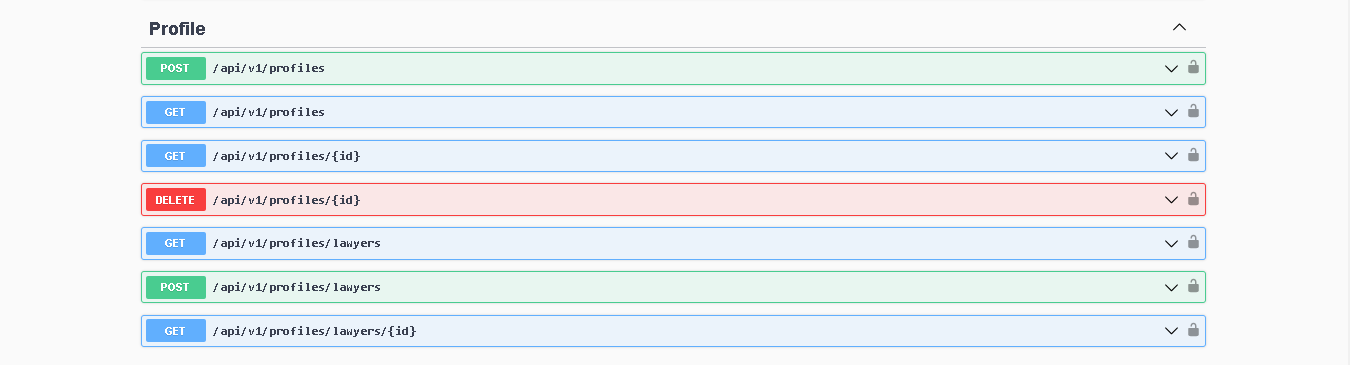 Profile
POST /api/v1/profiles
GET /api/v1/profiles
GET /api/v1/profiles/{id}
DELETE /api/v1/profiles/{id}
GET /api/v1/profiles/lawyers
POST /api/v1/profiles/lawyers
GET /api/v1/profiles/lawyers/{id}